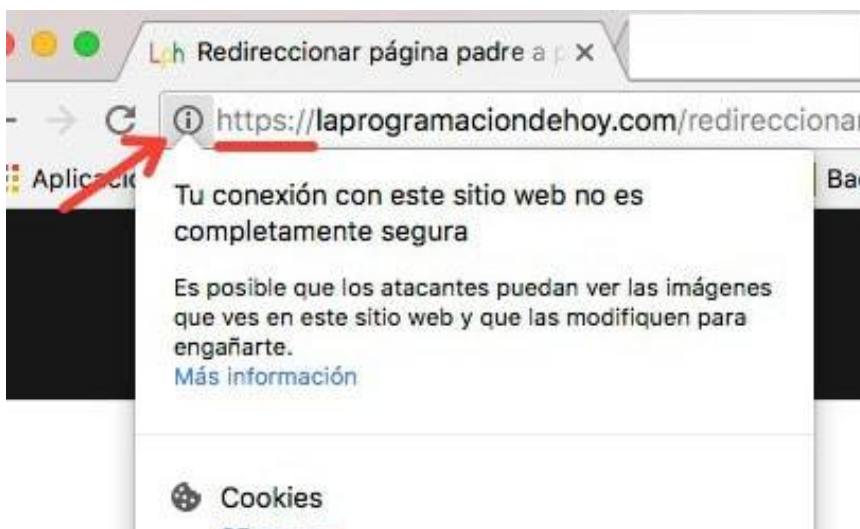 Lph Redireccionar página padre a p
https://laprogramaciondehoy.com/redirecciona
Aplicacio
Ba
Tu conexión con este sitio web no es
completamente segura
Es posible que los atacantes puedan ver las imágenes
que ves en este sitio web y que las modifiquen para
engañarte.
Más información
Cookies